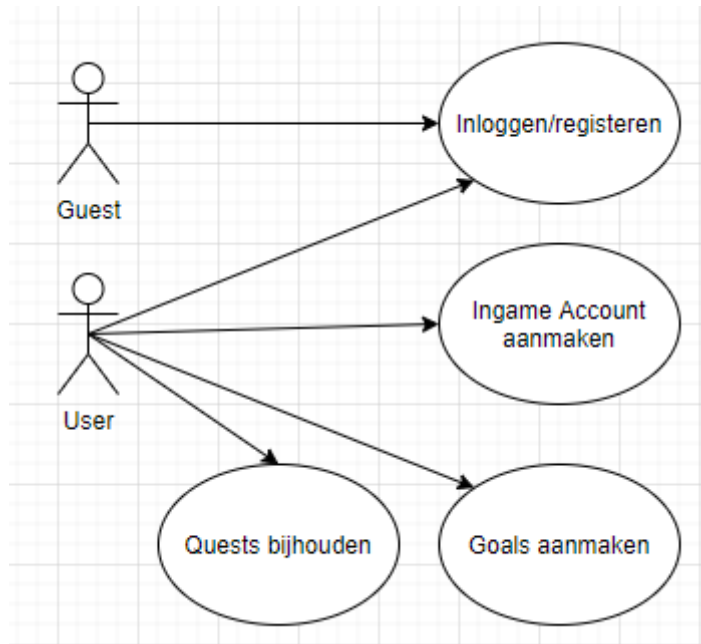 Inloggen/registeren
Guest
Ingame Account
aanmaken
User
Quests bijhouden
Goals aanmaken